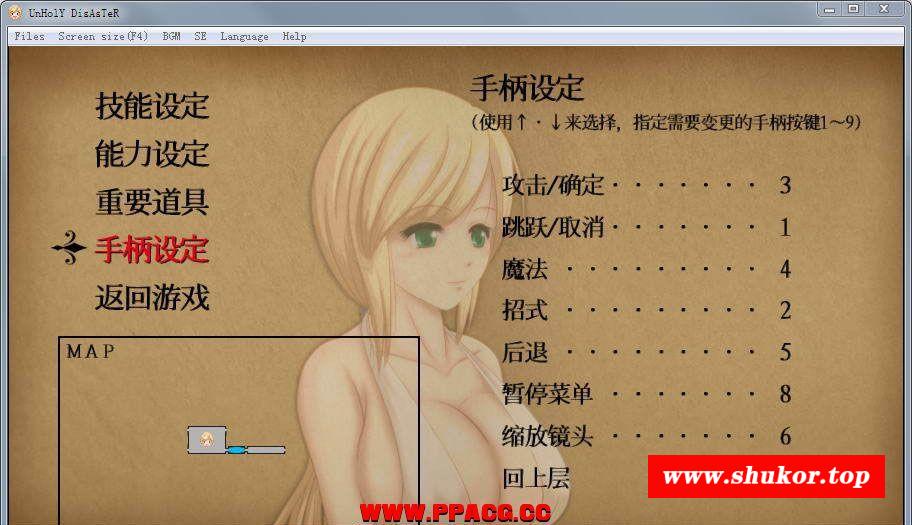 UnHolY DisAsTeR
Files Screen size(F4) BGM SE Language Help
技能设定
能力设定
重要道具
手柄设定
返回游戏
MAP
手柄设定
(使用↑·↓来选择，指定需要变更的手柄按键1～9)
攻击/确定・・・・・・・ 3
跳跃/取消・・・・・・・ 1
魔法 ・・・・・・・・・ 4
招式 ・・・・・・・・・ 2
后退 ・・・・・・・・・ 5
暂停菜单 ・・・・・・・ 8
缩放镜头 ・・・・・・・ 6
回上层
www.shukor.top
WWW.PPACG.CC